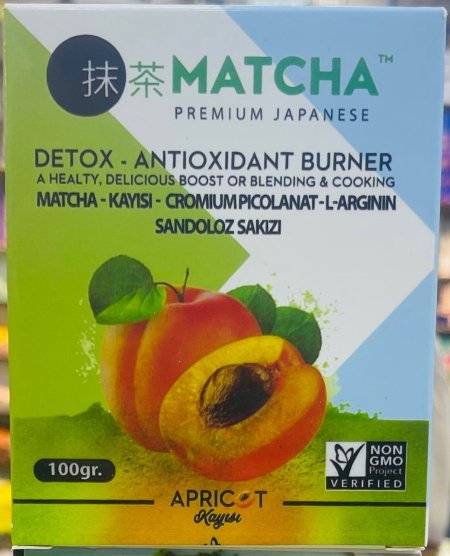 抹茶 MATCHA™
PREMIUM JAPANESE
DETOX - ANTIOXIDANT BURNER
A HEALTY, DELICIOUS BOOST OR BLENDING & COOKING
MATCHA - KAYISI - CROMIUM PICOLANAT - L-ARGININ
SANDOLOZ SAKIZI
100gr.
NON
GMO
Project
VERIFIED
APRICOT
Kayısı